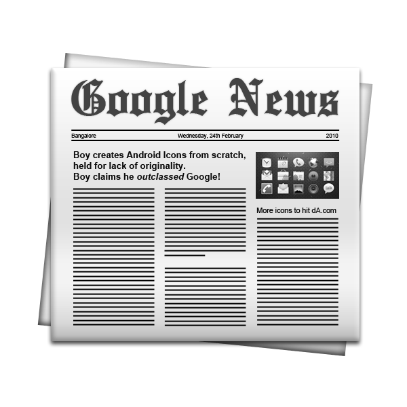 Google News
Bangalore Wednesday, 24th February 2010
Boy creates Android Icons from scratch,
held for lack of originality.
Boy claims he outclassed Google!
More icons to hit dA.com